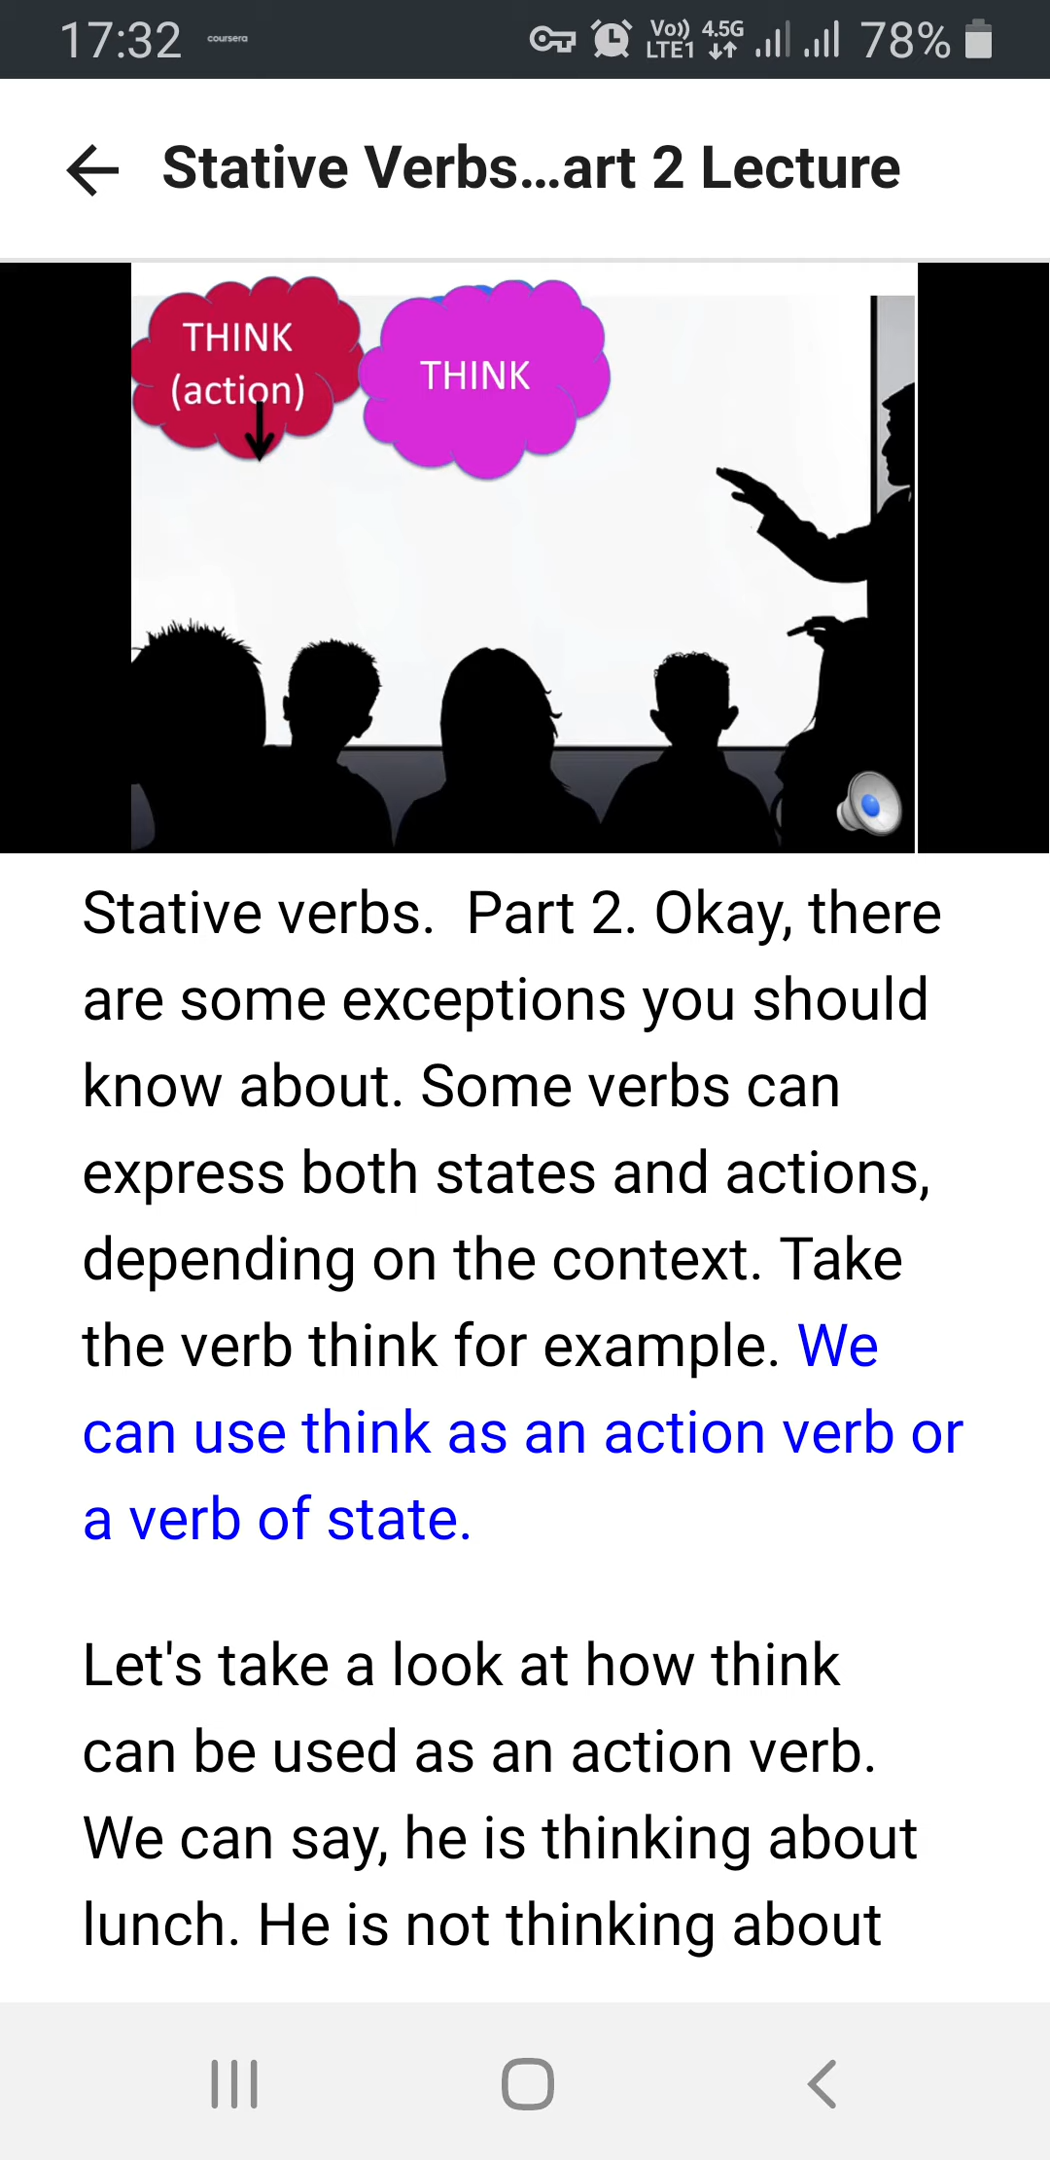 17:32 coursera Vo)) LTE1 4.5G 78%
Stative Verbs...art 2 Lecture
THINK
(action)
THINK
Stative verbs.  Part 2. Okay, there
are some exceptions you should
know about. Some verbs can
express both states and actions,
depending on the context. Take
the verb think for example. We
can use think as an action verb or
a verb of state.
Let's take a look at how think
can be used as an action verb.
We can say, he is thinking about
lunch. He is not thinking about